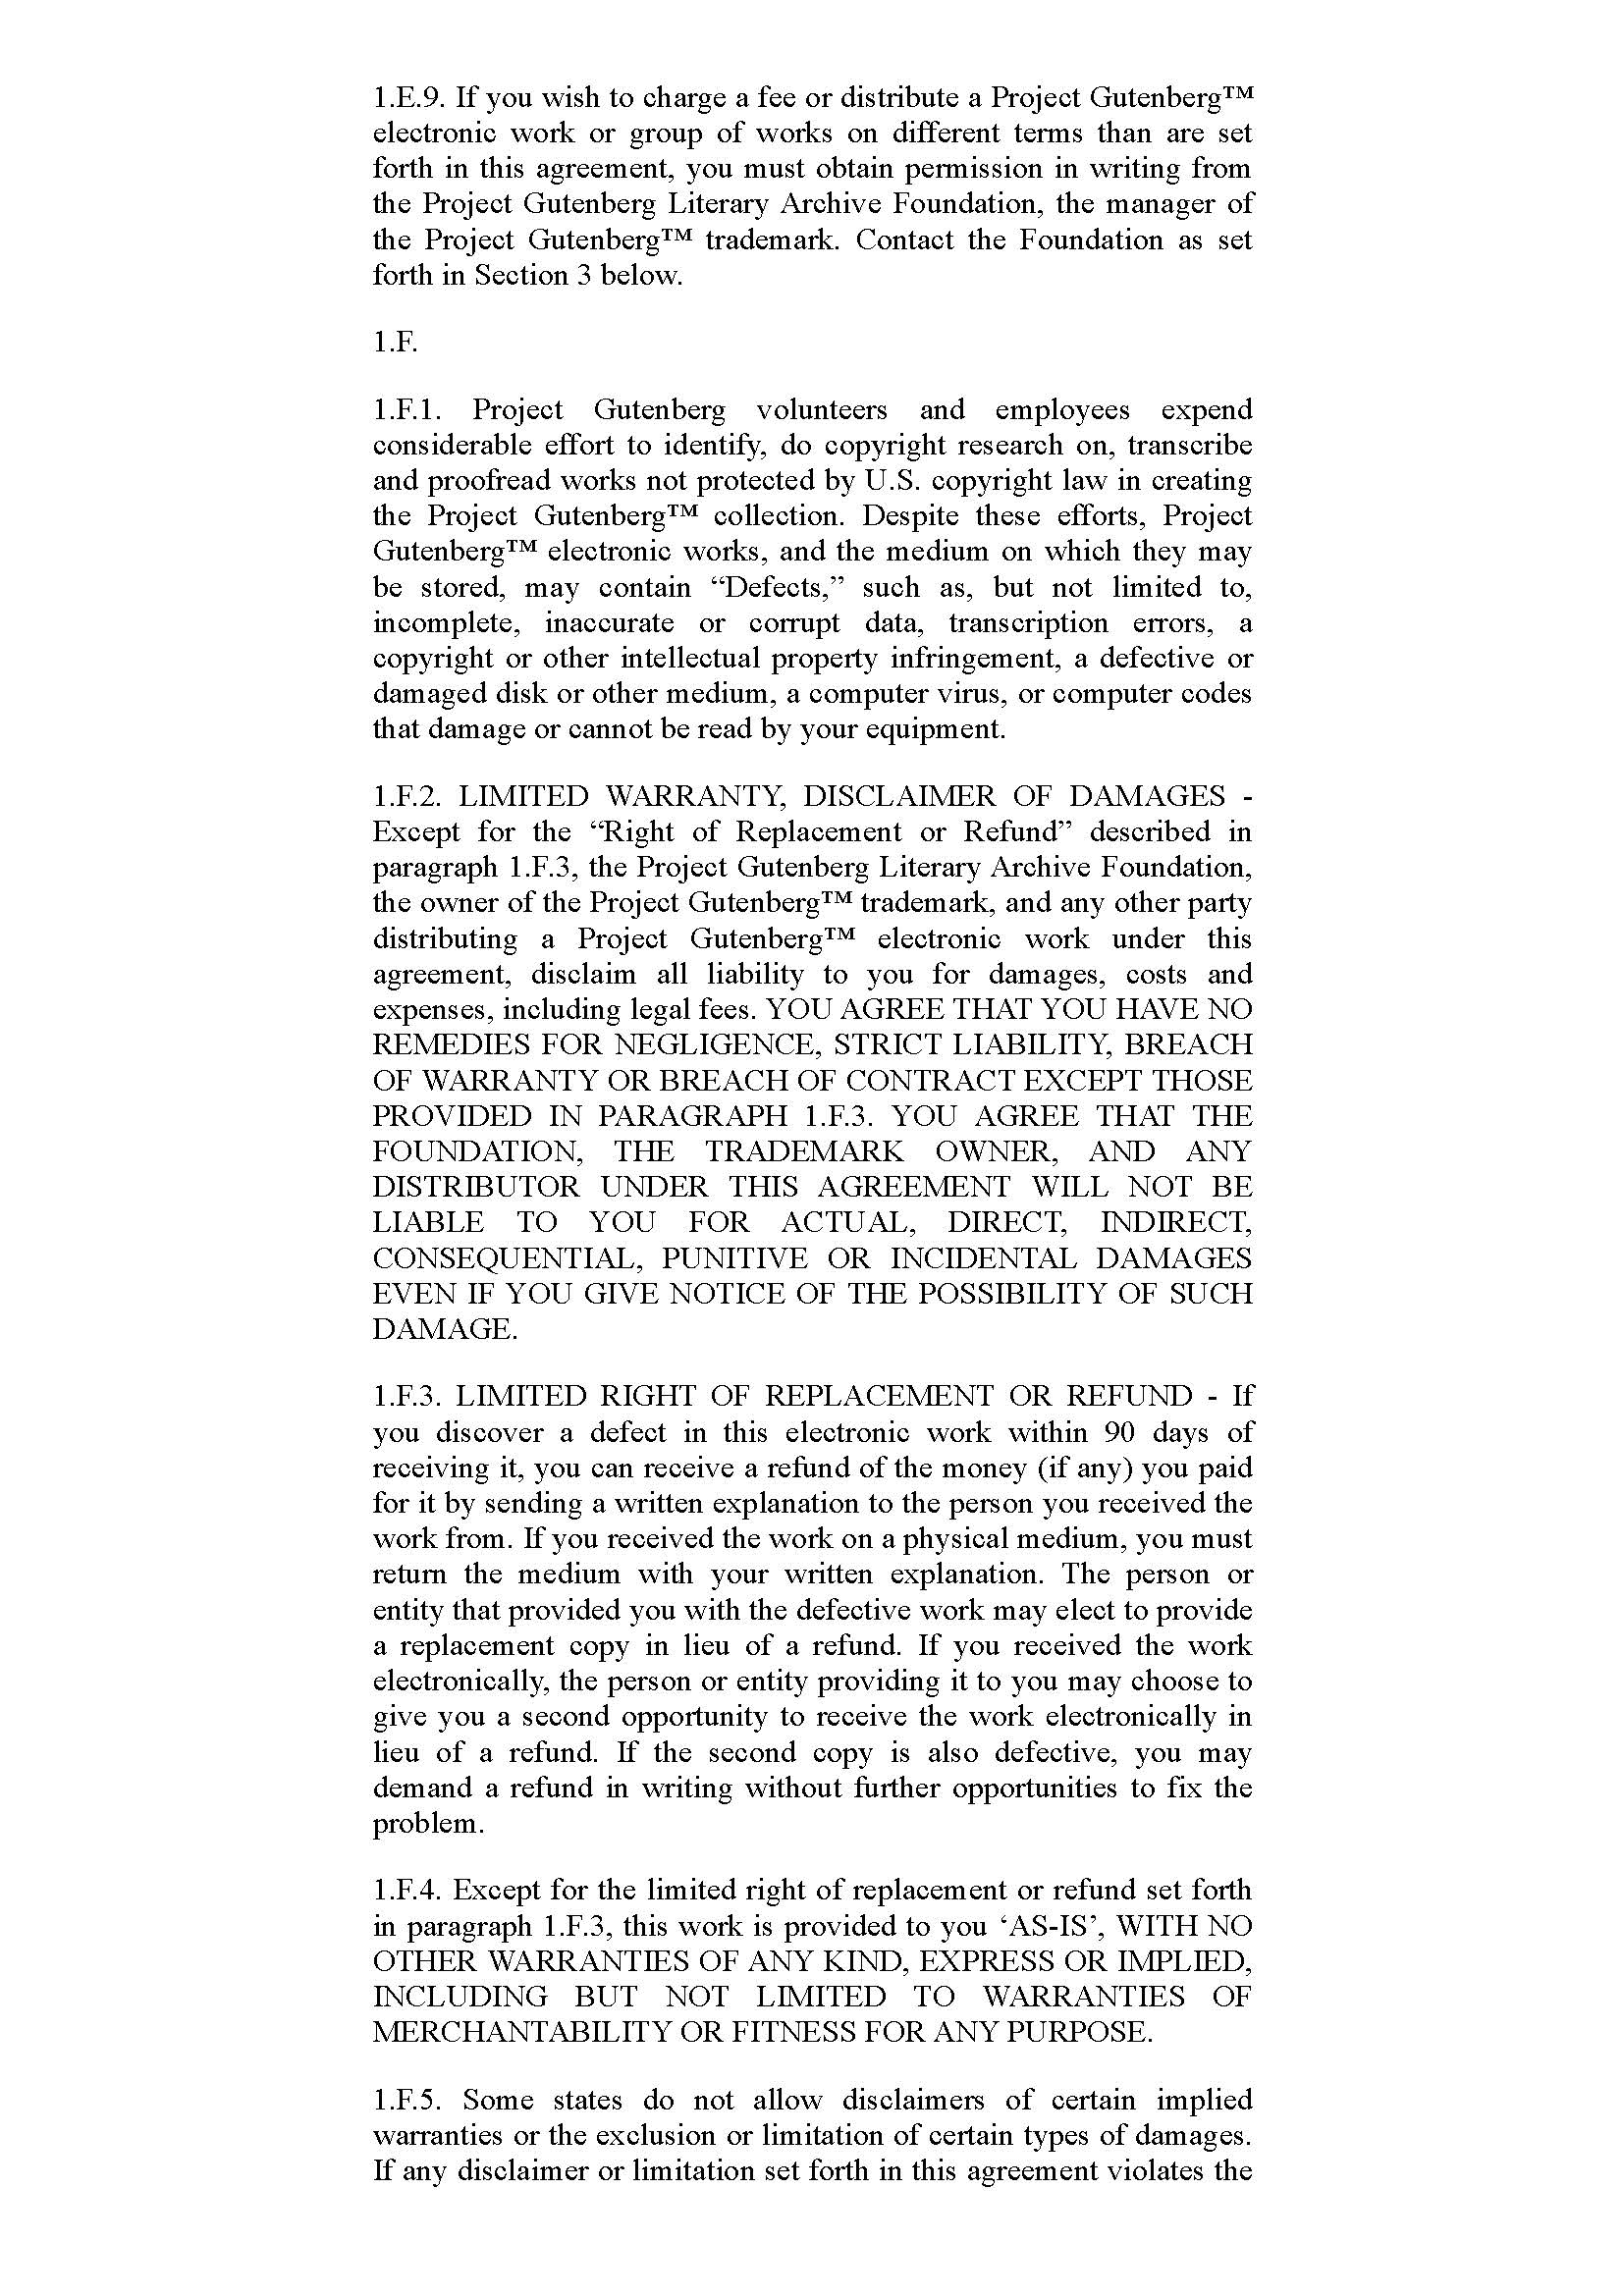 1.E.9. If you wish to charge a fee or distribute a Project Gutenberg™
electronic work or group of works on different terms than are set
forth in this agreement, you must obtain permission in writing from
the Project Gutenberg Literary Archive Foundation, the manager of
the Project Gutenberg™ trademark. Contact the Foundation as set
forth in Section 3 below.
1.F.
1.F.1. Project Gutenberg volunteers and employees expend
considerable effort to identify, do copyright research on, transcribe
and proofread works not protected by U.S. copyright law in creating
the Project Gutenberg™ collection. Despite these efforts, Project
Gutenberg™ electronic works, and the medium on which they may
be stored, may contain “Defects,” such as, but not limited to,
incomplete, inaccurate or corrupt data, transcription errors, a
copyright or other intellectual property infringement, a defective or
damaged disk or other medium, a computer virus, or computer codes
that damage or cannot be read by your equipment.
1.F.2. LIMITED WARRANTY, DISCLAIMER OF DAMAGES -
Except for the “Right of Replacement or Refund” described in
paragraph 1.F.3, the Project Gutenberg Literary Archive Foundation,
the owner of the Project Gutenberg™ trademark, and any other party
distributing a Project Gutenberg™ electronic work under this
agreement, disclaim all liability to you for damages, costs and
expenses, including legal fees. YOU AGREE THAT YOU HAVE NO
REMEDIES FOR NEGLIGENCE, STRICT LIABILITY, BREACH
OF WARRANTY OR BREACH OF CONTRACT EXCEPT THOSE
PROVIDED IN PARAGRAPH 1.F.3. YOU AGREE THAT THE
FOUNDATION, THE TRADEMARK OWNER, AND ANY
DISTRIBUTOR UNDER THIS AGREEMENT WILL NOT BE
LIABLE TO YOU FOR ACTUAL, DIRECT, INDIRECT,
CONSEQUENTIAL, PUNITIVE OR INCIDENTAL DAMAGES
EVEN IF YOU GIVE NOTICE OF THE POSSIBILITY OF SUCH
DAMAGE.
1.F.3. LIMITED RIGHT OF REPLACEMENT OR REFUND - If
you discover a defect in this electronic work within 90 days of
receiving it, you can receive a refund of the money (if any) you paid
for it by sending a written explanation to the person you received the
work from. If you received the work on a physical medium, you must
return the medium with your written explanation. The person or
entity that provided you with the defective work may elect to provide
a replacement copy in lieu of a refund. If you received the work
electronically, the person or entity providing it to you may choose to
give you a second opportunity to receive the work electronically in
lieu of a refund. If the second copy is also defective, you may
demand a refund in writing without further opportunities to fix the
problem.
1.F.4. Except for the limited right of replacement or refund set forth
in paragraph 1.F.3, this work is provided to you ‘AS-IS’, WITH NO
OTHER WARRANTIES OF ANY KIND, EXPRESS OR IMPLIED,
INCLUDING BUT NOT LIMITED TO WARRANTIES OF
MERCHANTABILITY OR FITNESS FOR ANY PURPOSE.
1.F.5. Some states do not allow disclaimers of certain implied
warranties or the exclusion or limitation of certain types of damages.
If any disclaimer or limitation set forth in this agreement violates the